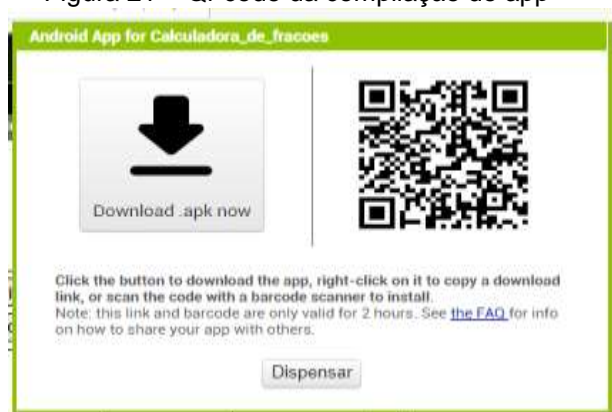 Android App for Calculadora_de_fracoes
Download .apk now
Click the button to download the app, right-click on it to copy a download
link, or scan the code with a barcode scanner to install.
Note: this link and barcode are only valid for 2 hours. See the FAQ for info
on how to share your app with others.
Dispensar